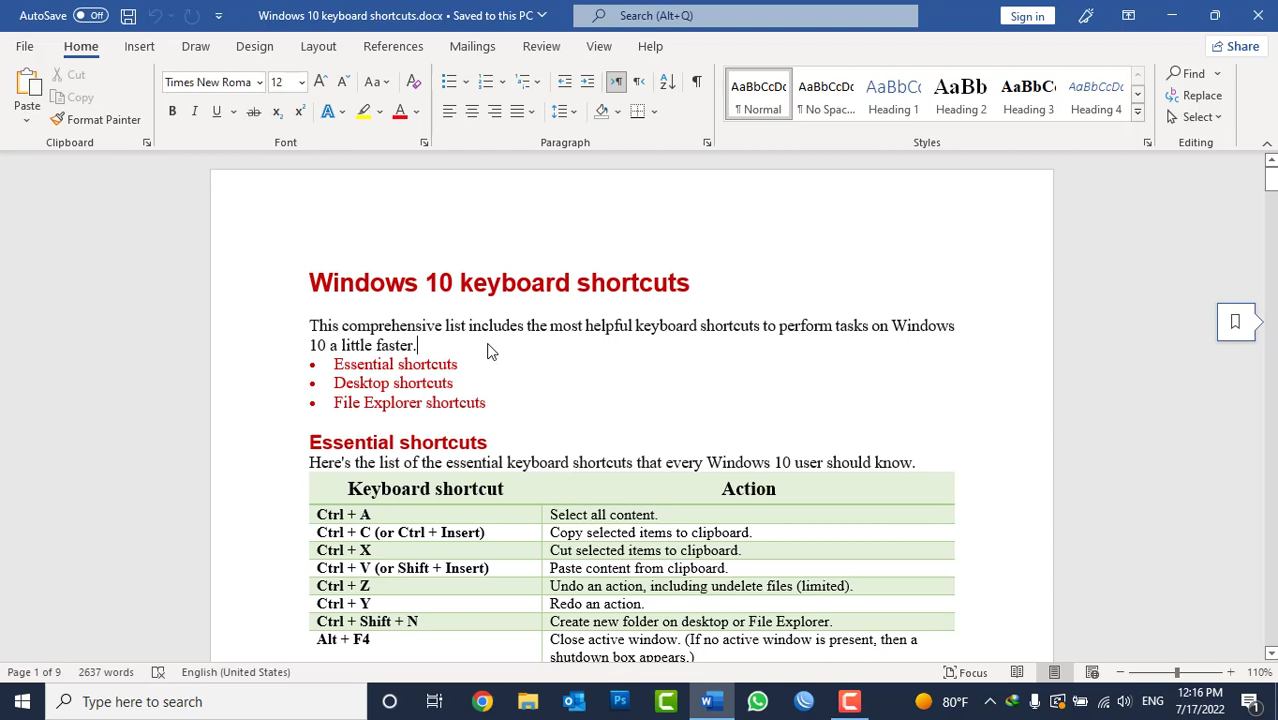 AutoSave Off Windows 10 keyboard shortcuts.docx • Saved to this PC Search (Alt+Q) Sign in
File Home Insert Draw Design Layout References Mailings Review View Help Share
Paste
Cut
Copy
Format Painter
Clipboard
Times New Roma 12 Aa
B I U ab x₂ x² A A
Font
Paragraph
AaBbCcDc AaBbCcDc AaBbCc AaBb AaBbC AaBbCcDc
¶ Normal ¶ No Spac... Heading 1 Heading 2 Heading 3 Heading 4
Styles
Find
Replace
Select
Editing
Windows 10 keyboard shortcuts
This comprehensive list includes the most helpful keyboard shortcuts to perform tasks on Windows
10 a little faster.
• Essential shortcuts
• Desktop shortcuts
• File Explorer shortcuts
Essential shortcuts
Here's the list of the essential keyboard shortcuts that every Windows 10 user should know.
Keyboard shortcut Action
Ctrl + A Select all content.
Ctrl + C (or Ctrl + Insert) Copy selected items to clipboard.
Ctrl + X Cut selected items to clipboard.
Ctrl + V (or Shift + Insert) Paste content from clipboard.
Ctrl + Z Undo an action, including undelete files (limited).
Ctrl + Y Redo an action.
Ctrl + Shift + N Create new folder on desktop or File Explorer.
Alt + F4 Close active window. (If no active window is present, then a
shutdown box appears.)
Page 1 of 9 2637 words English (United States) Focus 110%
Type here to search 80°F ENG 12:16 PM
7/17/2022